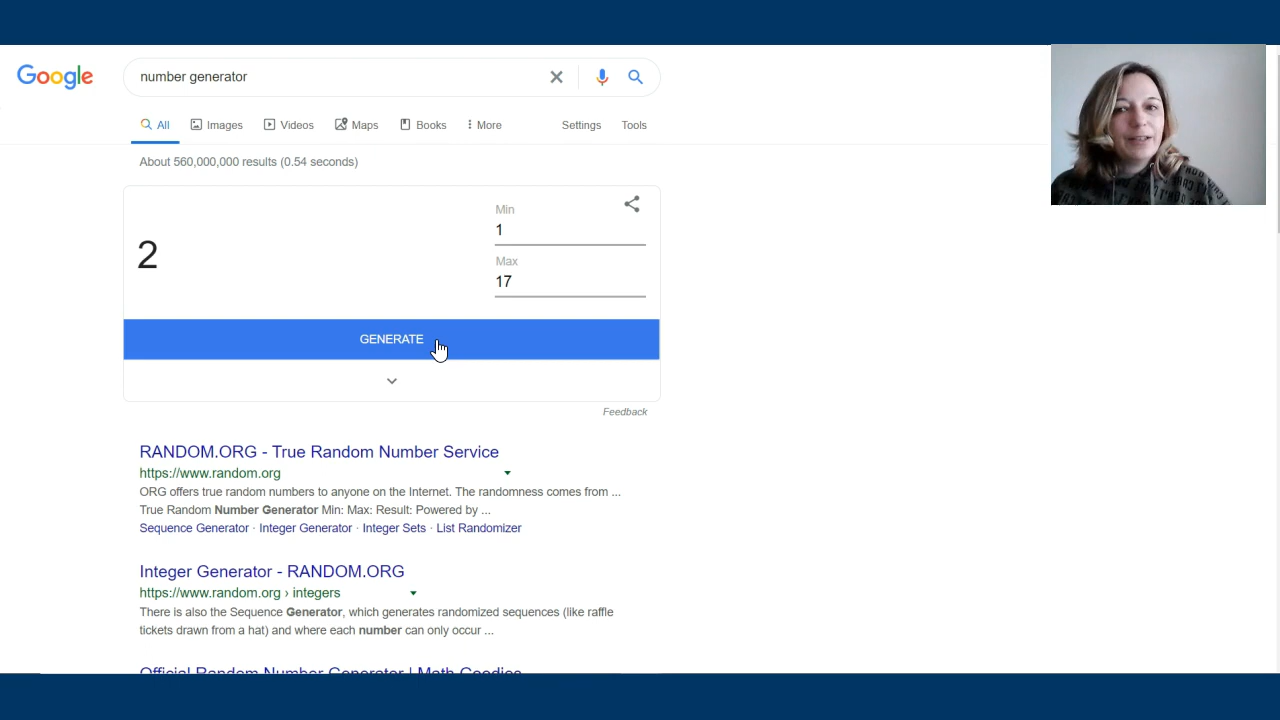 Google
number generator
All Images Videos Maps Books More Settings Tools
About 560,000,000 results (0.54 seconds)
Min
1
2
Max
17
GENERATE
Feedback
RANDOM.ORG - True Random Number Service
https://www.random.org
ORG offers true random numbers to anyone on the Internet. The randomness comes from ...
True Random Number Generator Min: Max: Result: Powered by ...
Sequence Generator · Integer Generator · Integer Sets · List Randomizer
Integer Generator - RANDOM.ORG
https://www.random.org › integers
There is also the Sequence Generator, which generates randomized sequences (like raffle
tickets drawn from a hat) and where each number can only occur ...
Official Random Number Generator | Math Goodies